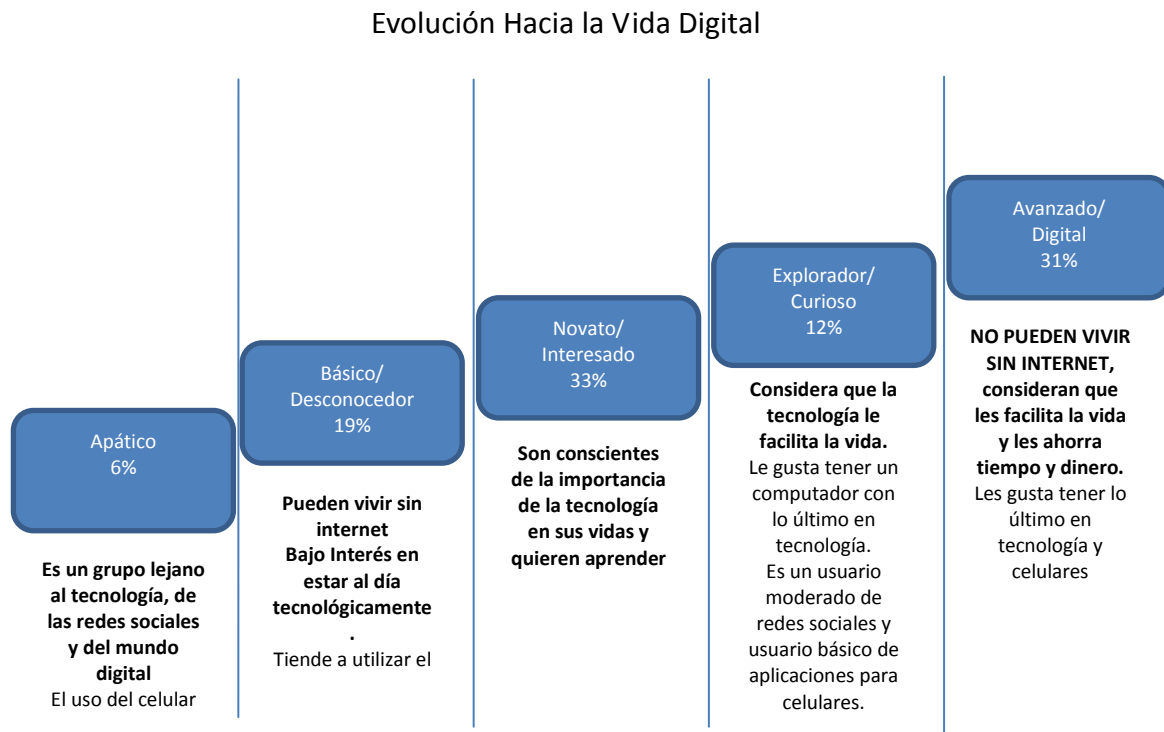 Evolución Hacia la Vida Digital
Apático
6%
Es un grupo lejano
al tecnología, de
las redes sociales
y del mundo
digital
El uso del celular
Básico/
Desconocedor
19%
Pueden vivir sin
internet
Bajo Interés en
estar al día
tecnológicamente
.
Tiende a utilizar el
Novato/
Interesado
33%
Son conscientes
de la importancia
de la tecnología
en sus vidas y
quieren aprender
Explorador/
Curioso
12%
Considera que la
tecnología le
facilita la vida.
Le gusta tener un
computador con
lo último en
tecnología.
Es un usuario
moderado de
redes sociales y
usuario básico de
aplicaciones para
celulares.
Avanzado/
Digital
31%
NO PUEDEN VIVIR
SIN INTERNET,
consideran que
les facilita la vida
y les ahorra
tiempo y dinero.
Les gusta tener lo
último en
tecnología y
celulares